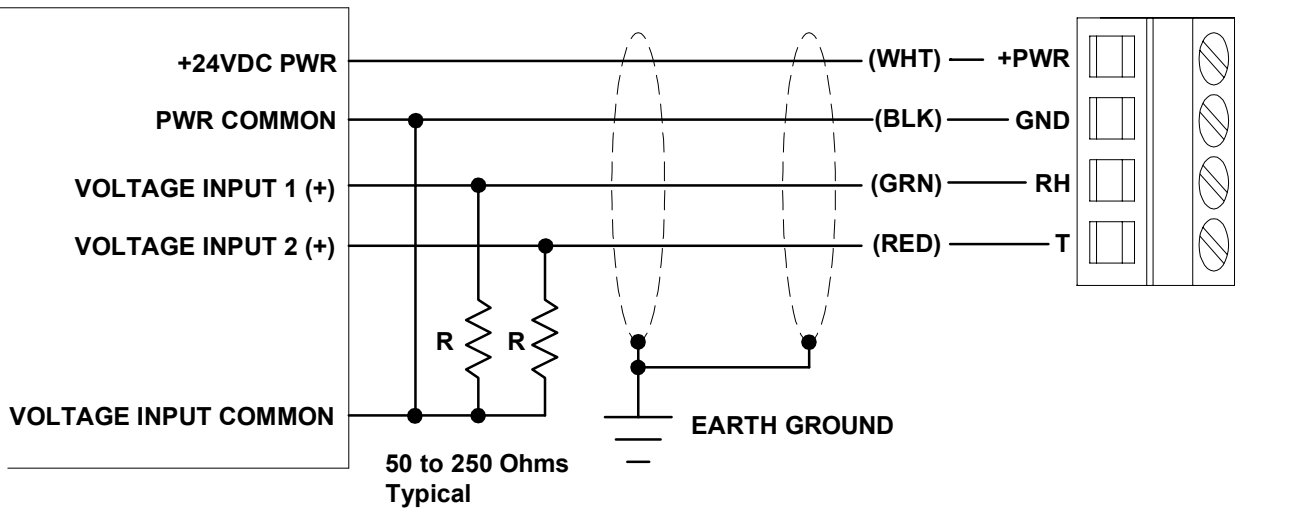 +24VDC PWR (WHT) +PWR
PWR COMMON (BLK) GND
VOLTAGE INPUT 1 (+) (GRN) RH
VOLTAGE INPUT 2 (+) (RED) T
R R
VOLTAGE INPUT COMMON
EARTH GROUND
50 to 250 Ohms
Typical